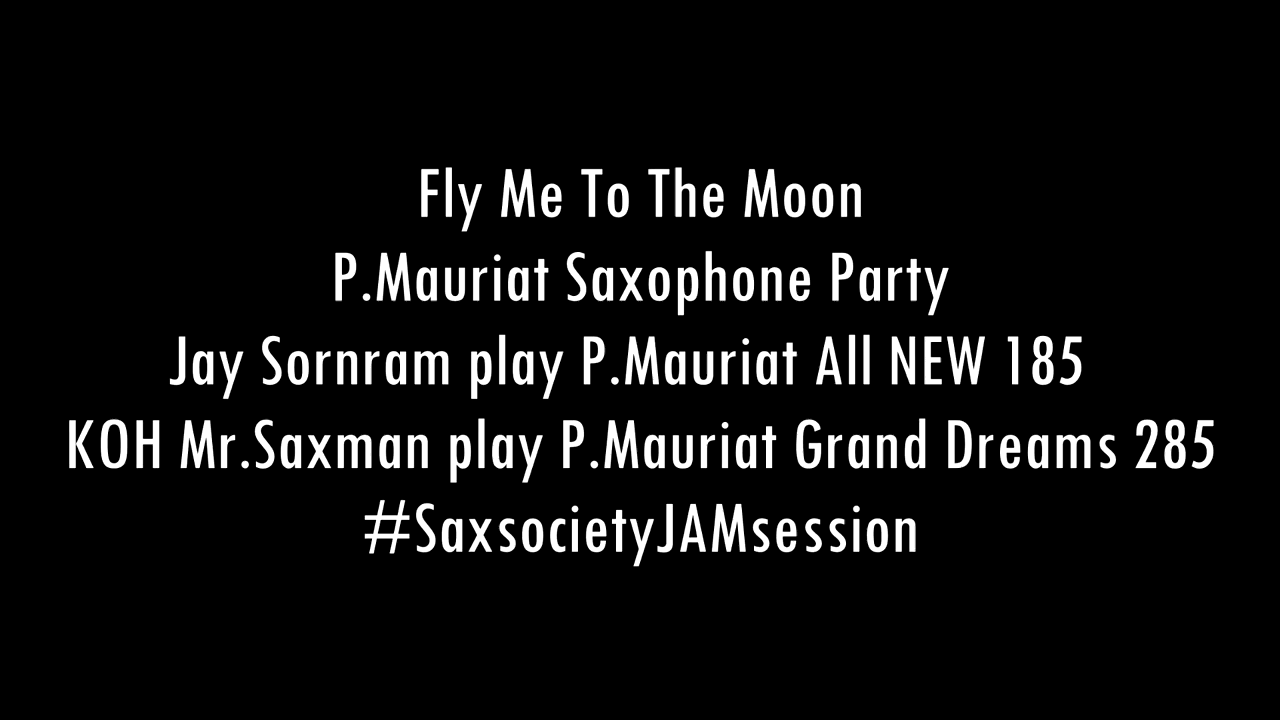 Fly Me To The Moon
P.Mauriat Saxophone Party
Jay Sornram play P.Mauriat All NEW 185
KOH Mr.Saxman play P.Mauriat Grand Dreams 285
#SaxsocietyJAMsession